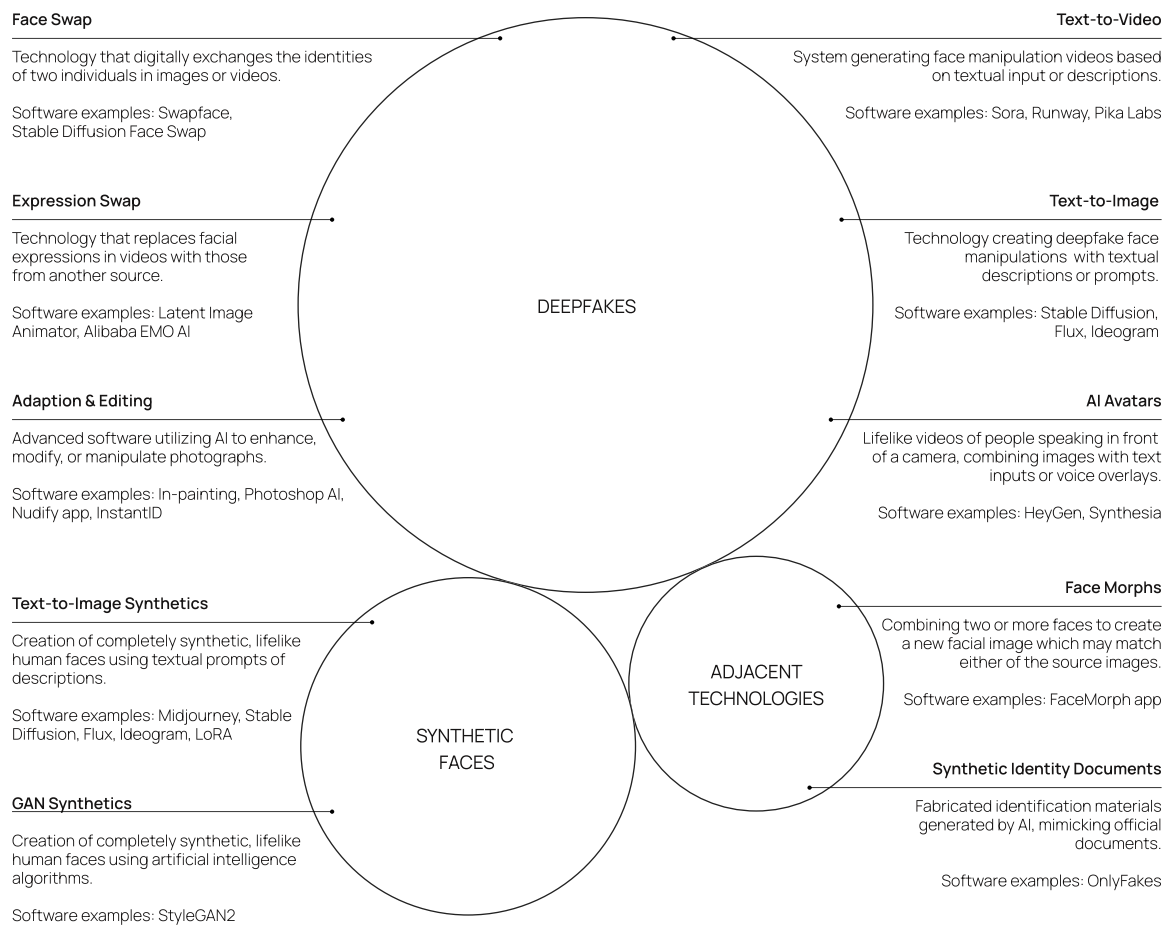 Face Swap
Technology that digitally exchanges the identities
of two individuals in images or videos.
Software examples: Swapface,
Stable Diffusion Face Swap
Expression Swap
Technology that replaces facial
expressions in videos with those
from another source.
Software examples: Latent Image
Animator, Alibaba EMO AI
Adaption & Editing
Advanced software utilizing AI to enhance,
modify, or manipulate photographs.
Software examples: In-painting, Photoshop AI,
Nudify app, InstantID
Text-to-Video
System generating face manipulation videos based
on textual input or descriptions.
Software examples: Sora, Runway, Pika Labs
Text-to-Image
Technology creating deepfake face
manipulations with textual
descriptions or prompts.
Software examples: Stable Diffusion,
Flux, Ideogram
AI Avatars
Lifelike videos of people speaking in front
of a camera, combining images with text
inputs or voice overlays.
Software examples: HeyGen, Synthesia
DEEPFAKES
Text-to-Image Synthetics
Creation of completely synthetic, lifelike
human faces using textual prompts of
descriptions.
Software examples: Midjourney, Stable
Diffusion, Flux, Ideogram, LoRA
GAN Synthetics
Creation of completely synthetic, lifelike
human faces using artificial intelligence
algorithms.
Software examples: StyleGAN2
SYNTHETIC
FACES
ADJACENT
TECHNOLOGIES
Face Morphs
Combining two or more faces to create
a new facial image which may match
either of the source images.
Software examples: FaceMorph app
Synthetic Identity Documents
Fabricated identification materials
generated by AI, mimicking official
documents.
Software examples: OnlyFakes